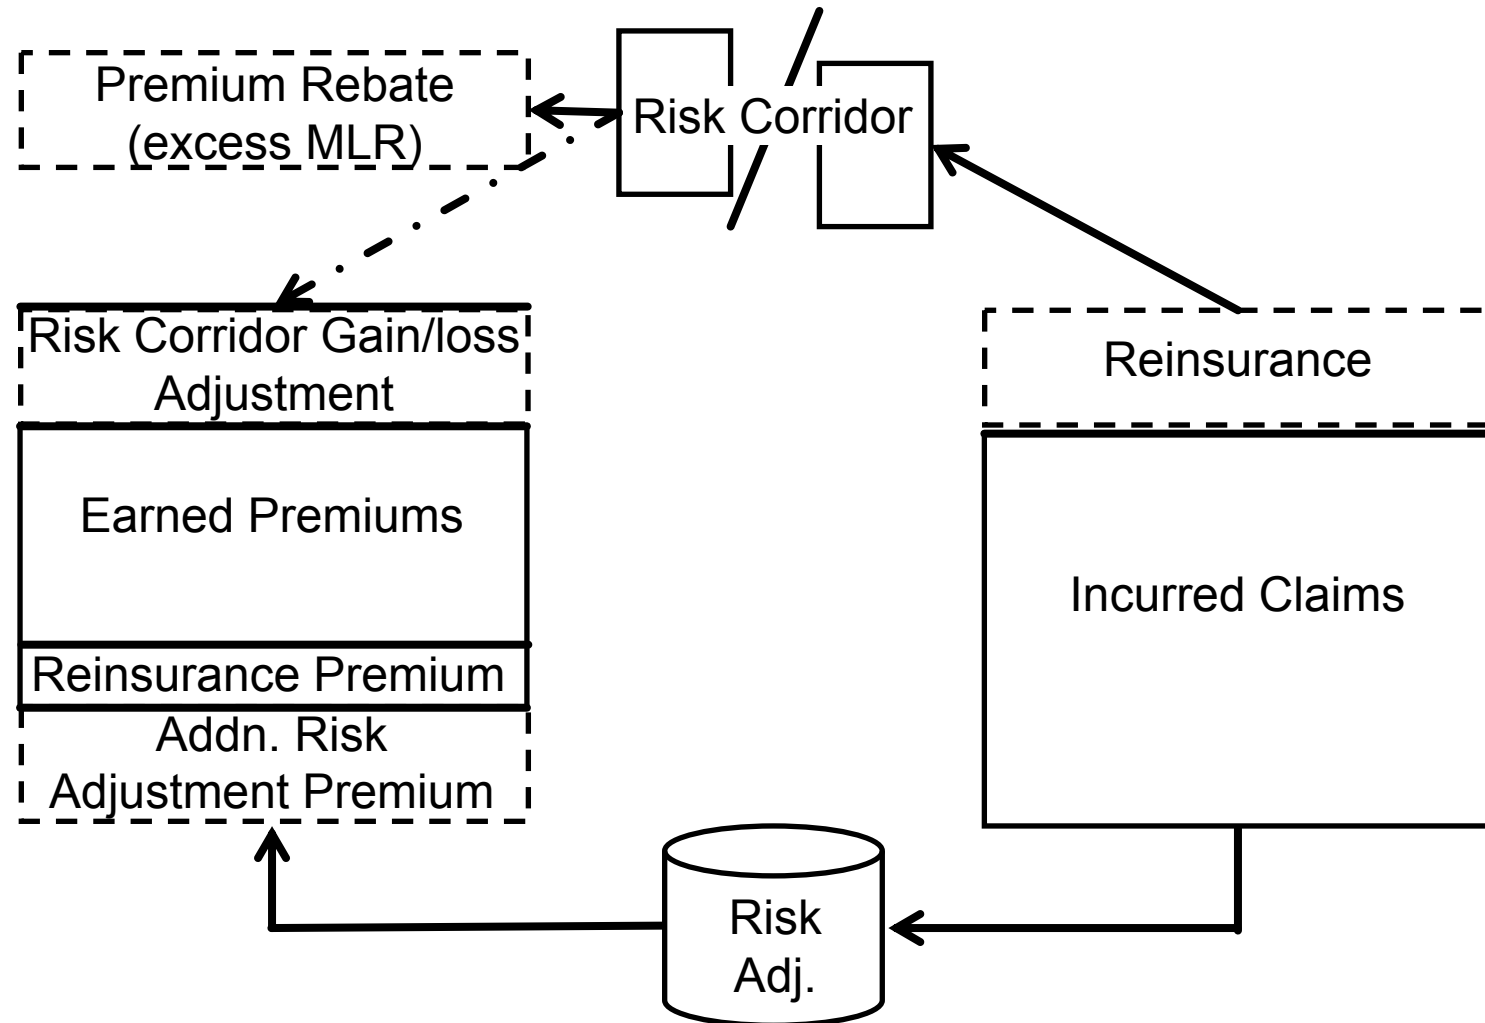 Premium Rebate
(excess MLR)
Risk Corridor
Risk Corridor Gain/loss
Adjustment
Earned Premiums
Reinsurance Premium
Addn. Risk
Adjustment Premium
Reinsurance
Incurred Claims
Risk
Adj.